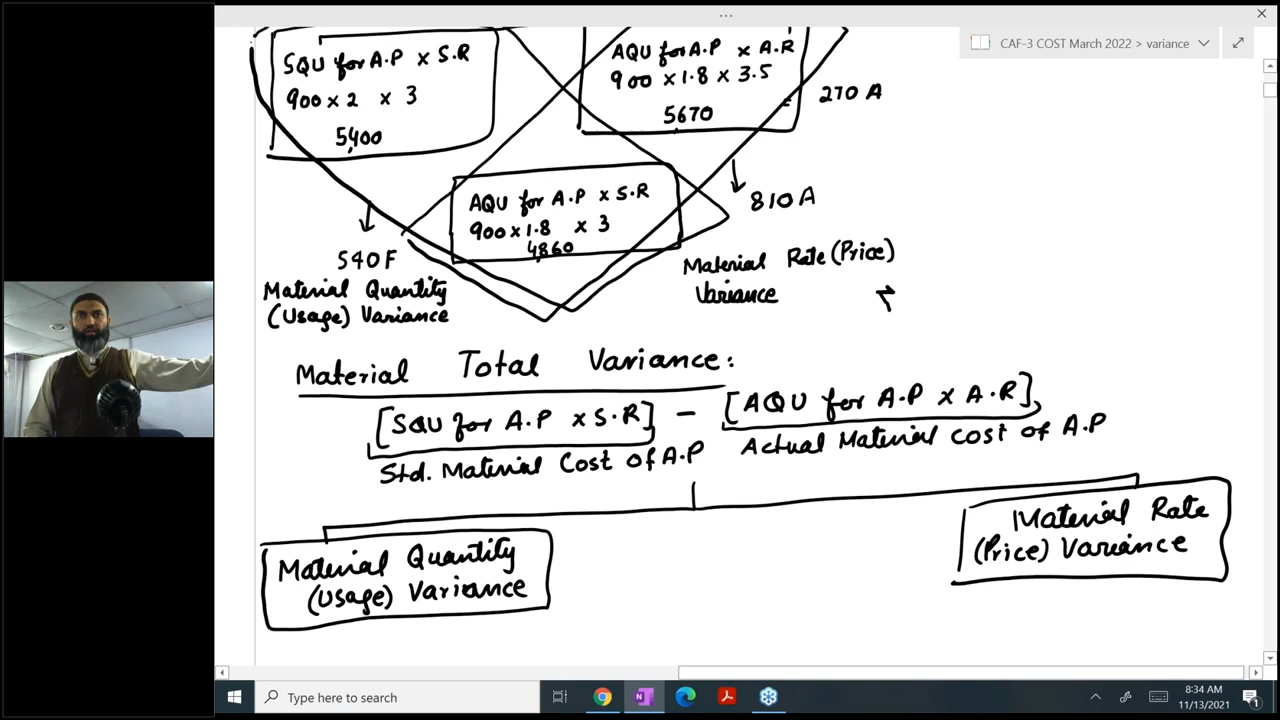 CAF-3 COST March 2022 > variance
SQU for A.P x S.R
900 x 2 x 3
5,400
AQU for A.P x A.R
900 x 1.8 x 3.5
5670
270 A
AQU for A.P x S.R
900 x 1.8 x 3
4860
810 A
540 F
Material Quantity
(Usage) Variance
Material Rate (Price)
Variance
Material Total Variance:
[SQU for A.P x S.R] - [AQU for A.P x A.R]
Std. Material Cost of A.P
Actual Material cost of A.P
Material Quantity
(Usage) Variance
Material Rate
(Price) Variance
Type here to search
8:34 AM
11/13/2021
1